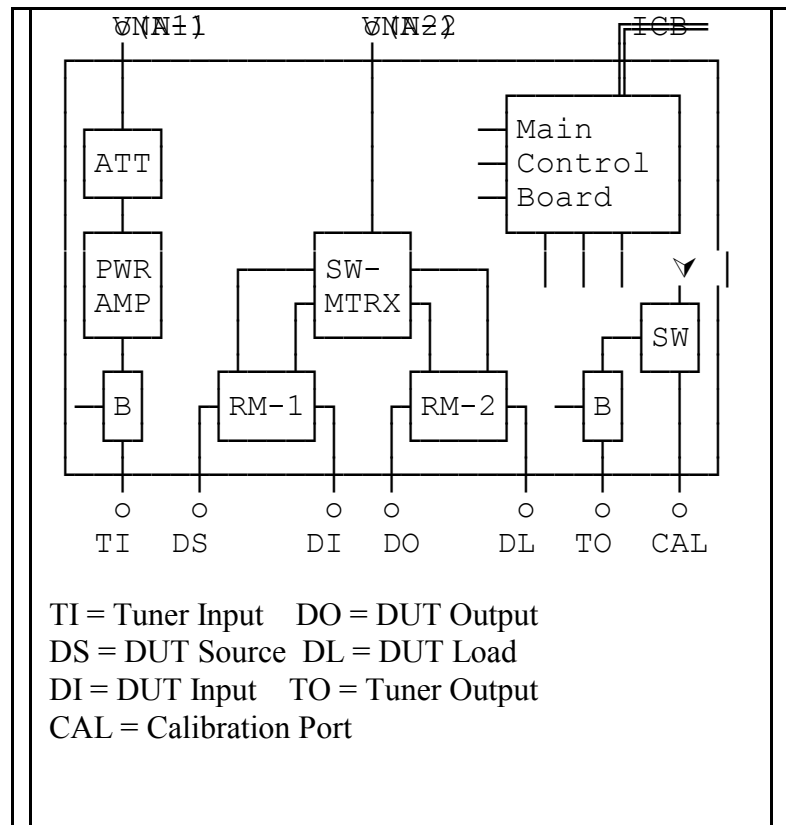 ICB
Main
Control
Board
ATT
PWR
AMP
SW-
MTRX
SW
B
RM-1
RM-2
B
TI DS DI DO DL TO CAL
TI = Tuner Input DO = DUT Output
DS = DUT Source DL = DUT Load
DI = DUT Input TO = Tuner Output
CAL = Calibration Port